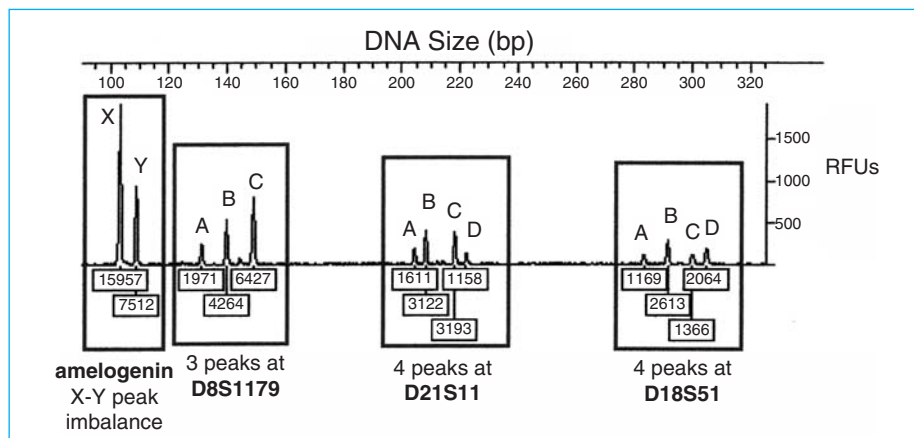 DNA Size (bp)
100 120 140 160 180 200 220 240 260 280 300 320
X
Y
A B C
A B C D
A B C D
1500
1000
500
RFUs
15957 1971 6427 1611 1158 1169 2064
7512 4264 3122 2613
3193 1366
amelogenin
X-Y peak
imbalance
3 peaks at
D8S1179
4 peaks at
D21S11
4 peaks at
D18S51